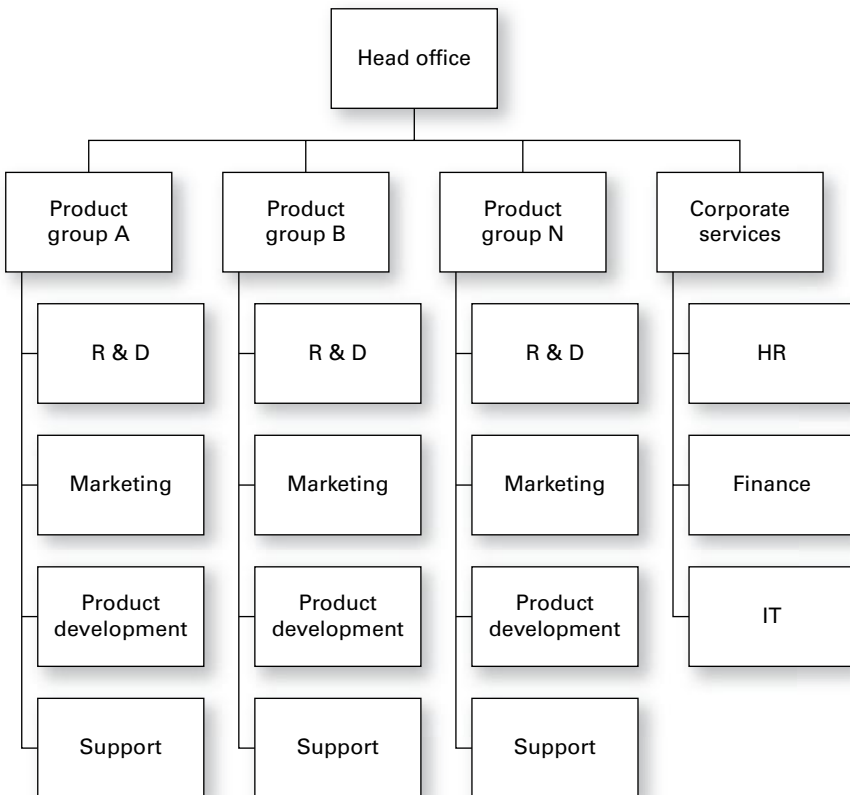 Head office
Product
group A
Product
group B
Product
group N
Corporate
services
R & D
R & D
R & D
HR
Marketing
Marketing
Marketing
Finance
Product
development
Product
development
Product
development
IT
Support
Support
Support